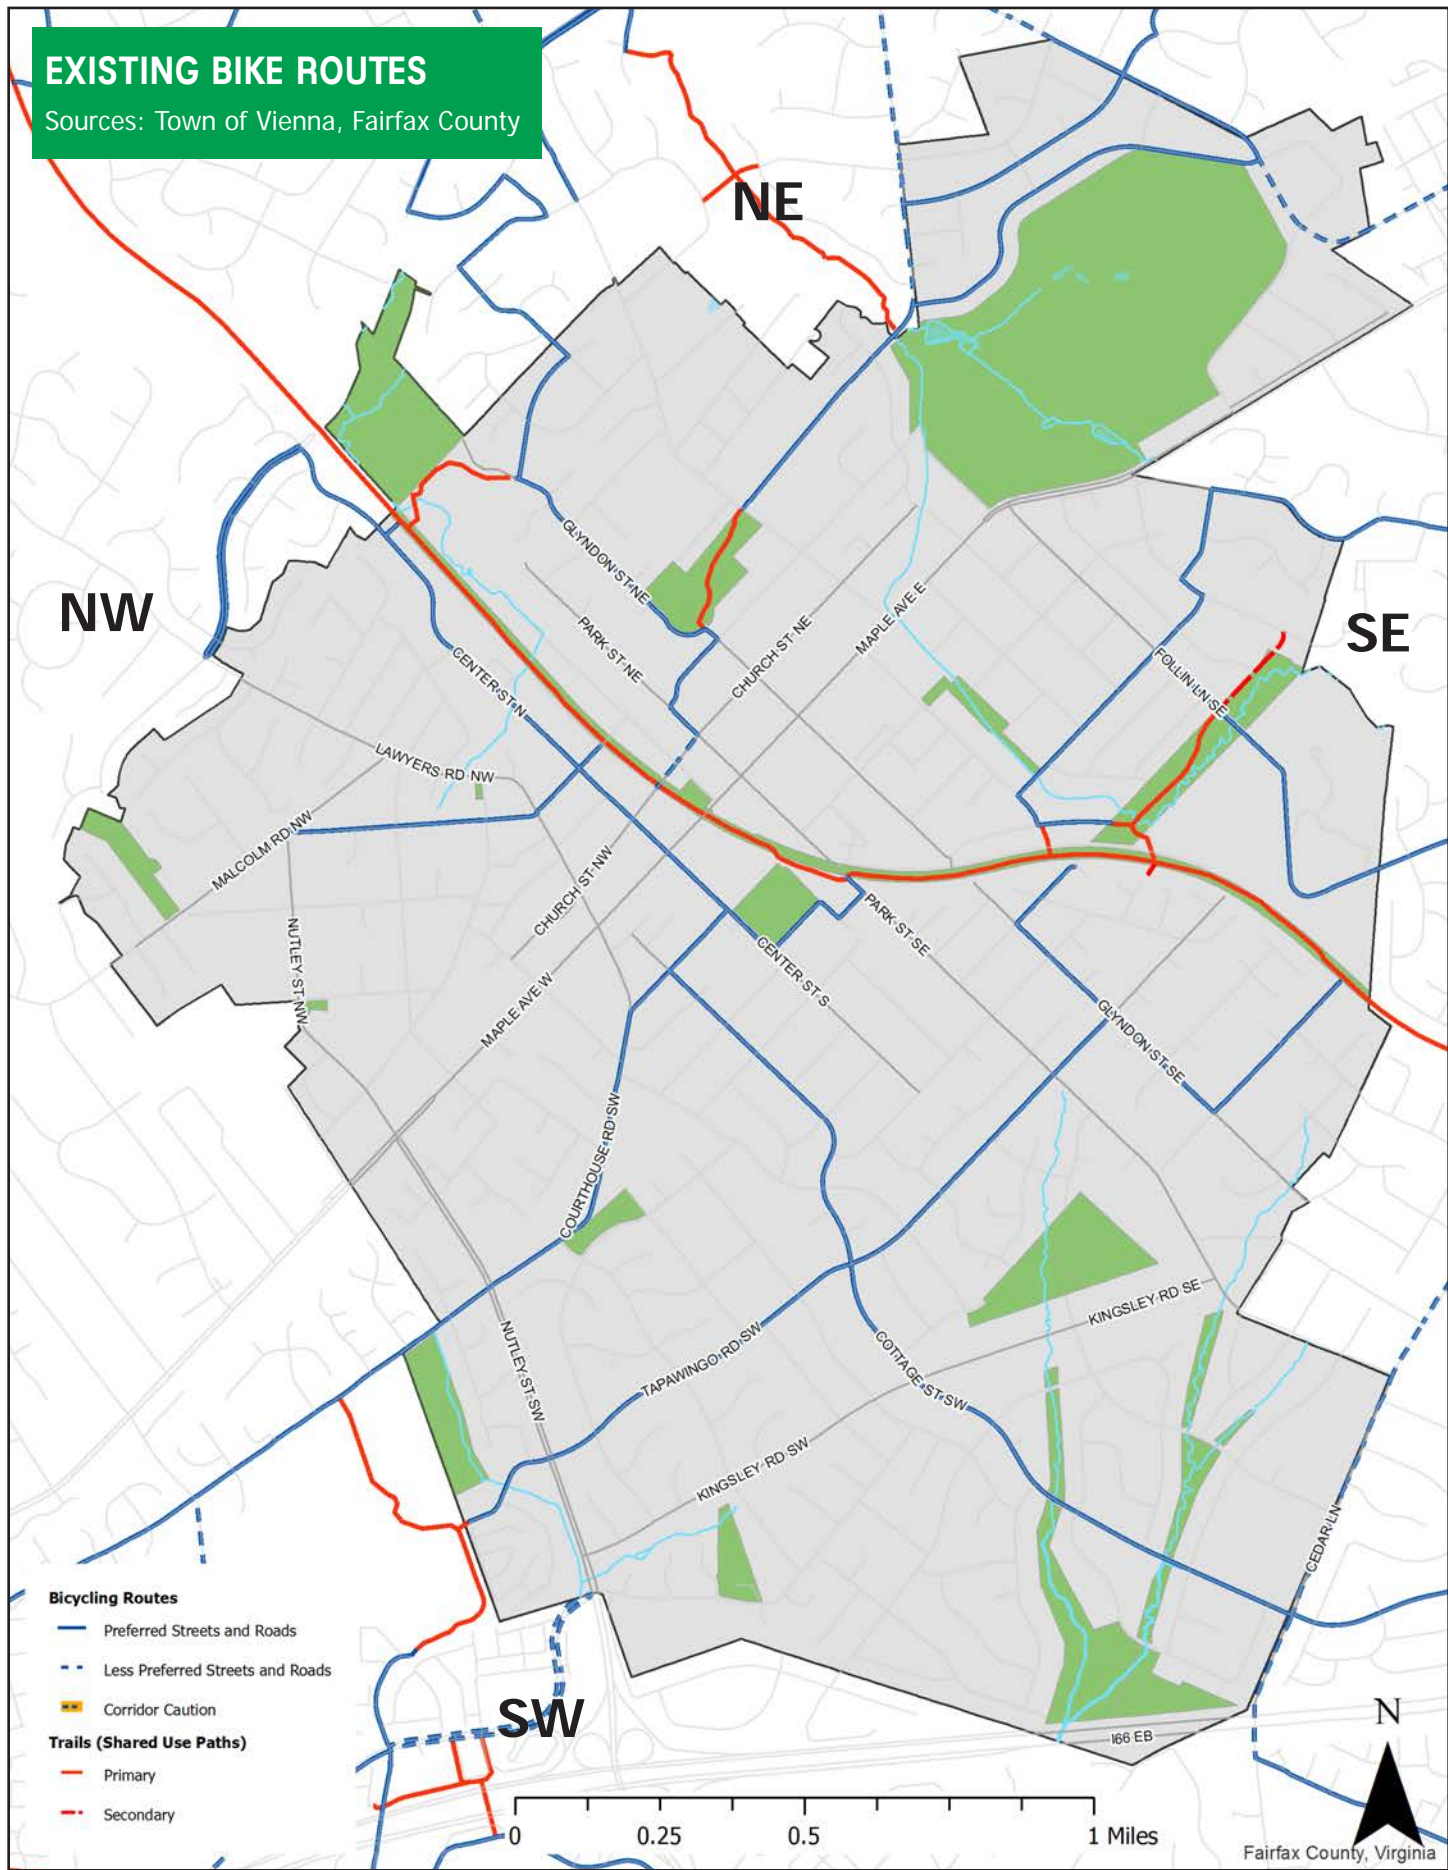 EXISTING BIKE ROUTES
Sources: Town of Vienna, Fairfax County
NE
NW
SE
GLYNDON ST NE
PARK ST NE
CHURCH ST NE
MAPLE AVE E
FOLLIN LN SE
CENTER ST N
LAWYERS RD NW
MALCOLM RD NW
CHURCH ST NW
NUTLEY ST NW
MAPLE AVE W
PARK ST SE
CENTER ST S
GLYNDON ST SE
COURTHOUSE RD SW
KINGSLEY RD SE
NUTLEY ST SW
TAPAWINGO RD SW
COTTAGE ST SW
KINGSLEY RD SW
CEDAR LN
SW
I66 EB
Bicycling Routes
Preferred Streets and Roads
Less Preferred Streets and Roads
Corridor Caution
Trails (Shared Use Paths)
Primary
Secondary
0 0.25 0.5 1 Miles
N
Fairfax County, Virginia